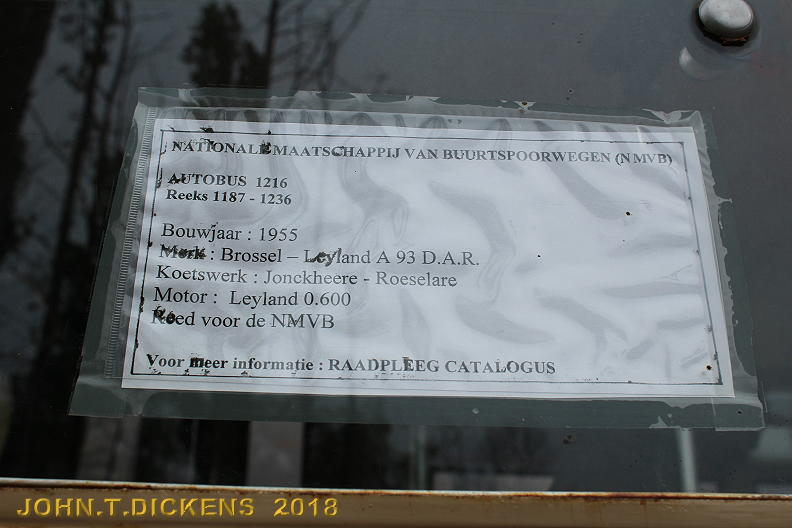 NATIONALE MAATSCHAPPIJ VAN BUURTSPOORWEGEN (NMVB)
AUTOBUS 1216
Reeks 1187 - 1236
Bouwjaar : 1955
Merk : Brossel – Leyland A 93 D.A.R.
Koetswerk : Jonckheere - Roeselare
Motor : Leyland 0.600
Reed voor de NMVB
Voor meer informatie : RAADPLEEG CATALOGUS
JOHN.T.DICKENS 2018